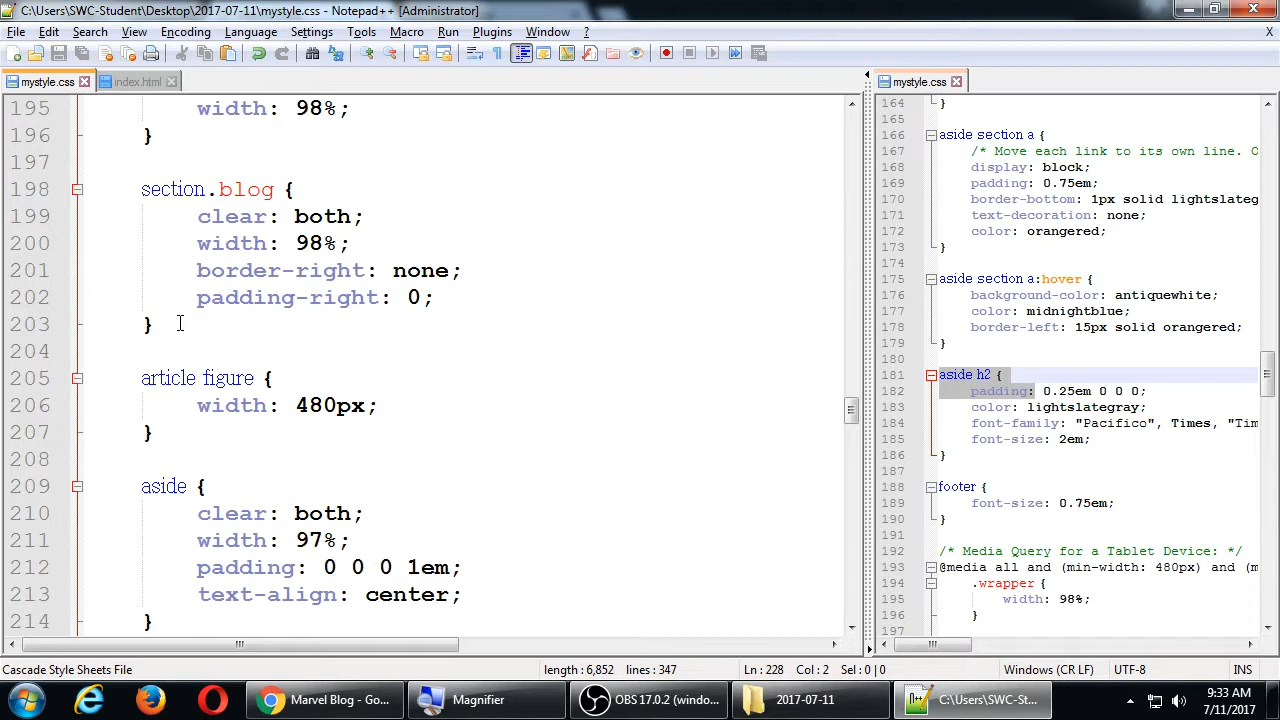 C:\Users\SWC-Student\Desktop\2017-07-11\mystyle.css - Notepad++ [Administrator]
File Edit Search View Encoding Language Settings Tools Macro Run Plugins Window ? X
mystyle.css index.html
195 width: 98%;
196 }
197
198 section.blog {
199 clear: both;
200 width: 98%;
201 border-right: none;
202 padding-right: 0;
203 }
204
205 article figure {
206 width: 480px;
207 }
208
209 aside {
210 clear: both;
211 width: 97%;
212 padding: 0 0 0 1em;
213 text-align: center;
214 }
mystyle.css
164 }
165
166 aside section a {
167 /* Move each link to its own line. O
168 display: block;
169 padding: 0.75em;
170 border-bottom: 1px solid lightslateg
171 text-decoration: none;
172 color: orangered;
173 }
174
175 aside section a:hover {
176 background-color: antiquewhite;
177 color: midnightblue;
178 border-left: 15px solid orangered;
179 }
180
181 aside h2 {
182 padding: 0.25em 0 0 0;
183 color: lightslategray;
184 font-family: "Pacifico", Times, "Tim
185 font-size: 2em;
186 }
187
188 footer {
189 font-size: 0.75em;
190 }
191
192 /* Media Query for a Tablet Device: */
193 @media all and (min-width: 480px) and (m
194 .wrapper {
195 width: 98%;
196 }
197
Cascade Style Sheets File length : 6,852 lines : 347 Ln : 228 Col : 2 Sel : 0 | 0 Windows (CR LF) UTF-8 INS
Marvel Blog - Go... Magnifier OBS 17.0.2 (windo... 2017-07-11 C:\Users\SWC-St... 9:33 AM
7/11/2017